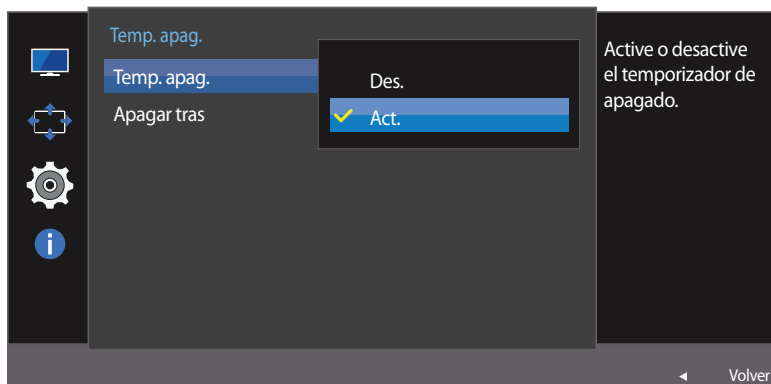 Temp. apag.
Temp. apag.
Des.
Act.
Apagar tras
Active o desactive
el temporizador de
apagado.
Volver